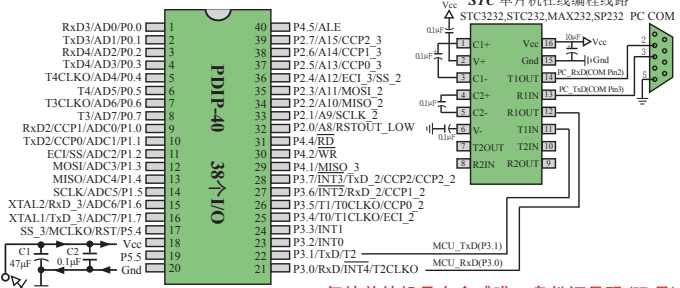 STC 单片机在线编程线路
STC3232,STC232,MAX232,SP232 PC COM
Vcc
0.1μF
0.1μF
0.1μF
0.1μF
10μF
Vcc
Gnd
1 C1+ Vcc 16
2 V+ Gnd 15
3 C1- T1OUT 14
4 C2+ R1IN 13
5 C2- R1OUT 12
6 V- T1IN 11
7 T2OUT T2IN 10
8 R2IN R2OUT 9
PC_RxD(COM Pin2)
PC_TxD(COM Pin3)
2
3
5
RxD3/AD0/P0.0 1
TxD3/AD1/P0.1 2
RxD4/AD2/P0.2 3
TxD4/AD3/P0.3 4
T4CLKO/AD4/P0.4 5
T4/AD5/P0.5 6
T3CLKO/AD6/P0.6 7
T3/AD7/P0.7 8
RxD2/CCP1/ADC0/P1.0 9
TxD2/CCP0/ADC1/P1.1 10
ECI/SS/ADC2/P1.2 11
MOSI/ADC3/P1.3 12
MISO/ADC4/P1.4 13
SCLK/ADC5/P1.5 14
XTAL2/RxD_3/ADC6/P1.6 15
XTAL1/TxD_3/ADC7/P1.7 16
SS_3/MCLKO/RST/P5.4 17
Vcc 18
P5.5 19
Gnd 20
C1
47μF
C2
0.1μF
PDIP-40
38个I/O
40 P4.5/ALE
39 P2.7/A15/CCP2_3
38 P2.6/A14/CCP1_3
37 P2.5/A13/CCP0_3
36 P2.4/A12/ECI_3/SS_2
35 P2.3/A11/MOSI_2
34 P2.2/A10/MISO_2
33 P2.1/A9/SCLK_2
32 P2.0/A8/RSTOUT_LOW
31 P4.4/RD
30 P4.2/WR
29 P4.1/MISO_3
28 P3.7/INT3/TxD_2/CCP2/CCP2_2
27 P3.6/INT2/RxD_2/CCP1_2
26 P3.5/T1/T0CLKO/CCP0_2
25 P3.4/T0/T1CLKO/ECI_2
24 P3.3/INT1
23 P3.2/INT0
22 P3.1/TxD/T2
21 P3.0/RxD/INT4/T2CLKO
MCU_TxD(P3.1)
MCU_RxD(P3.0)